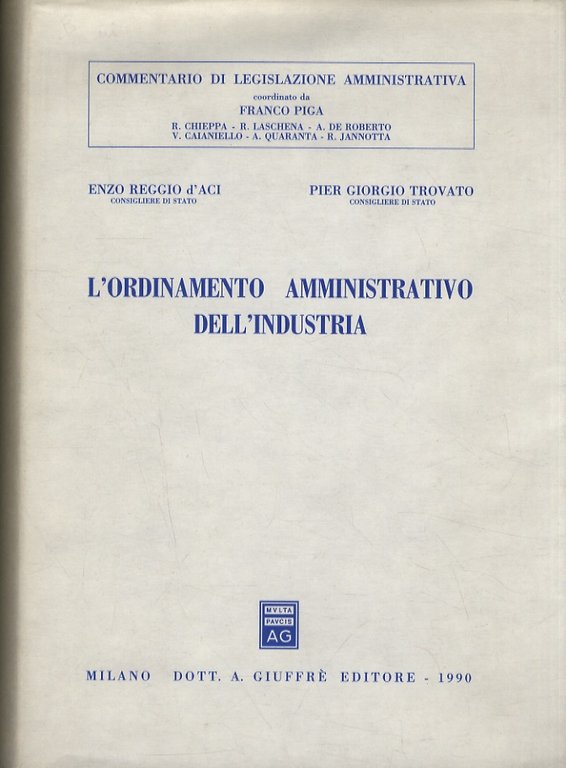 COMMENTARIO DI LEGISLAZIONE AMMINISTRATIVA
coordinato da
FRANCO PIGA
R. CHIEPPA - R. LASCHENA - A. DE ROBERTO
V. CAIANIELLO - A. QUARANTA - R. JANNOTTA
ENZO REGGIO d'ACI
CONSIGLIERE DI STATO
PIER GIORGIO TROVATO
CONSIGLIERE DI STATO
L'ORDINAMENTO AMMINISTRATIVO
DELL'INDUSTRIA
MVLTA
PAVCIS
AG
MILANO DOTT. A. GIUFFRÈ EDITORE - 1990